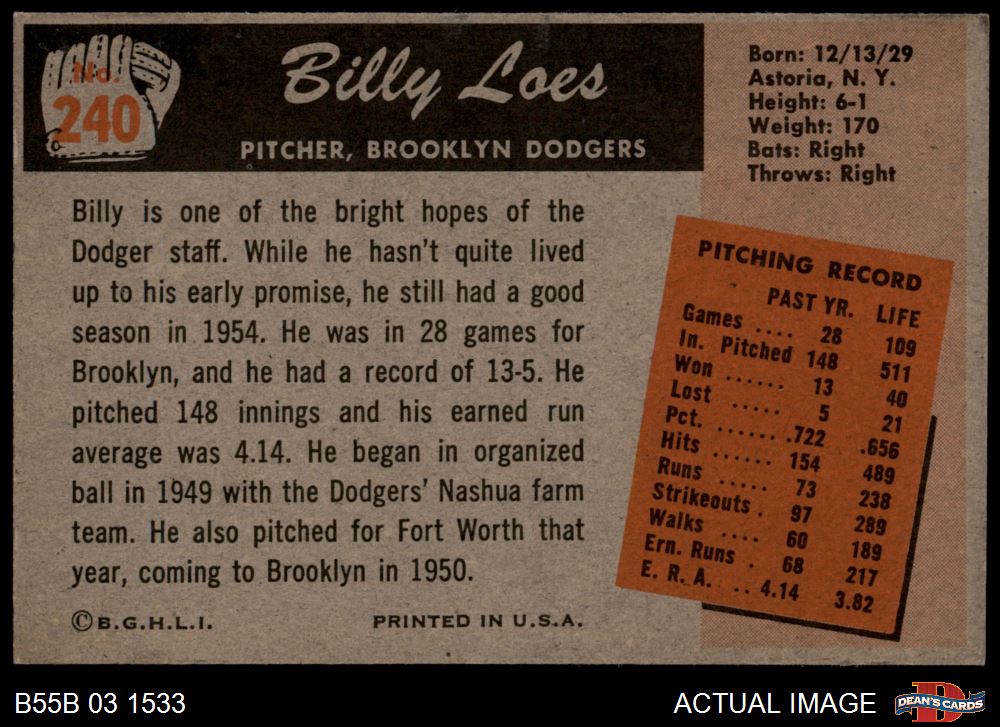 No.
240
Billy Loes
PITCHER, BROOKLYN DODGERS
Born: 12/13/29
Astoria, N. Y.
Height: 6-1
Weight: 170
Bats: Right
Throws: Right
Billy is one of the bright hopes of the
Dodger staff. While he hasn't quite lived
up to his early promise, he still had a good
season in 1954. He was in 28 games for
Brooklyn, and he had a record of 13-5. He
pitched 148 innings and his earned run
average was 4.14. He began in organized
ball in 1949 with the Dodgers' Nashua farm
team. He also pitched for Fort Worth that
year, coming to Brooklyn in 1950.
©B.G.H.L.I. PRINTED IN U.S.A.
PITCHING RECORD
PAST YR. LIFE
Games .... 28 109
In. Pitched 148 511
Won ...... 13 40
Lost ..... 5 21
Pct. ...... .722 .656
Hits ...... 154 489
Runs ..... 73 238
Strikeouts . 97 289
Walks .... 60 189
Ern. Runs . 68 217
E. R. A. .. 4.14 3.82
B55B 03 1533
ACTUAL IMAGE
D
DEAN'S CARDS